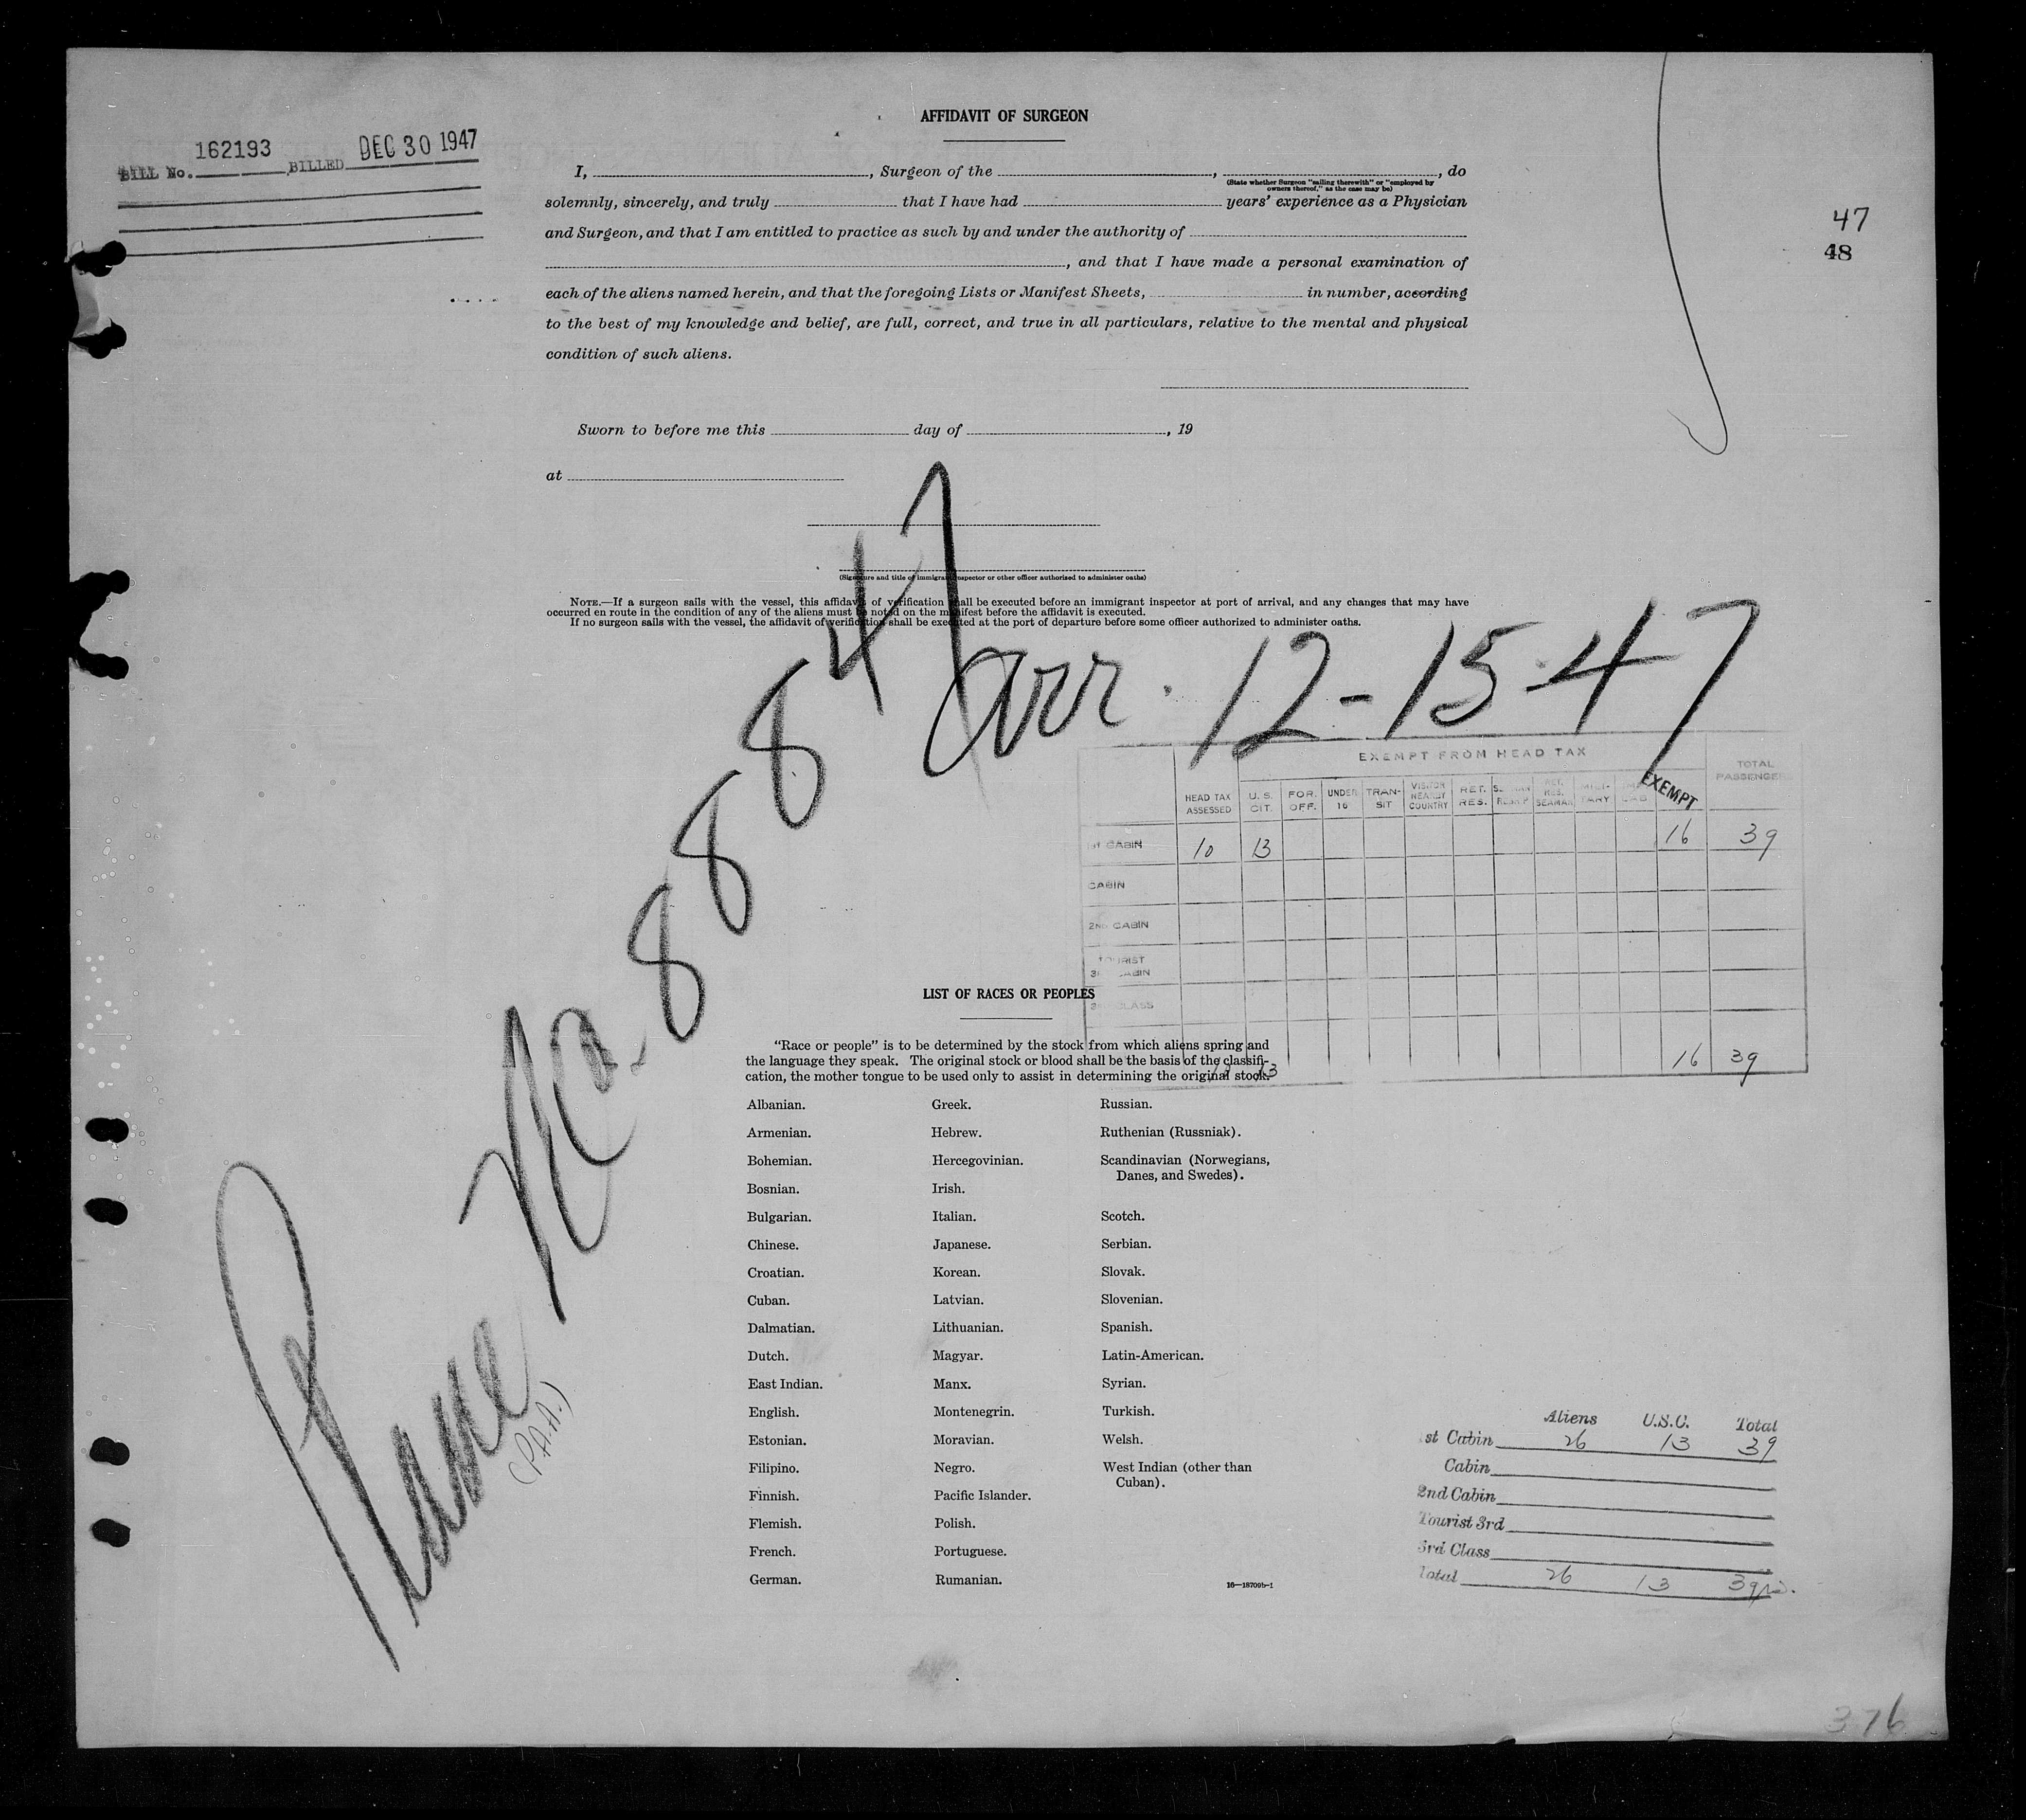 AFFIDAVIT OF SURGEON
BILL No. 162193 BILLED DEC 30 1947
I, , Surgeon of the , , do
(State whether Surgeon "sailing therewith" or "employed by
owners thereof," as the case may be)
solemnly, sincerely, and truly that I have had years' experience as a Physician
and Surgeon, and that I am entitled to practice as such by and under the authority of
, and that I have made a personal examination of
each of the aliens named herein, and that the foregoing Lists or Manifest Sheets, in number, according
to the best of my knowledge and belief, are full, correct, and true in all particulars, relative to the mental and physical
condition of such aliens.
47
48
Sworn to before me this day of , 19
at
(Signature and title of immigrant inspector or other officer authorized to administer oaths)
NOTE.—If a surgeon sails with the vessel, this affidavit of verification shall be executed before an immigrant inspector at port of arrival, and any changes that may have
occurred en route in the condition of any of the aliens must be noted on the manifest before the affidavit is executed.
If no surgeon sails with the vessel, the affidavit of verification shall be executed at the port of departure before some officer authorized to administer oaths.
Plane NC-88847
(P.A.A.)
arr. 12-15-47
EXEMPT FROM HEAD TAX
HEAD TAX ASSESSED U.S. CIT. FOR. OFF. UNDER 16 TRAN-SIT VISITOR NEARBY COUNTRY RET. RES. RET. RES. SEAMAN MILI-TARY EXEMPT TOTAL PASSENGERS
1st CABIN 10 13 16 39
CABIN
2ND CABIN
TOURIST
3RD CABIN
3RD CLASS
10 13 16 39
LIST OF RACES OR PEOPLES
"Race or people" is to be determined by the stock from which aliens spring and
the language they speak. The original stock or blood shall be the basis of the classifi-
cation, the mother tongue to be used only to assist in determining the original stock.
Albanian. Greek. Russian.
Armenian. Hebrew. Ruthenian (Russniak).
Bohemian. Hercegovinian. Scandinavian (Norwegians,
Danes, and Swedes).
Bosnian. Irish.
Bulgarian. Italian. Scotch.
Chinese. Japanese. Serbian.
Croatian. Korean. Slovak.
Cuban. Latvian. Slovenian.
Dalmatian. Lithuanian. Spanish.
Dutch. Magyar. Latin-American.
East Indian. Manx. Syrian.
English. Montenegrin. Turkish.
Estonian. Moravian. Welsh.
Filipino. Negro. West Indian (other than
Cuban).
Finnish. Pacific Islander.
Flemish. Polish.
French. Portuguese.
German. Rumanian.
16—18709b-1
Aliens U.S.C. Total
1st Cabin 26 13 39
Cabin
2nd Cabin
Tourist 3rd
3rd Class
Total 26 13 39
376